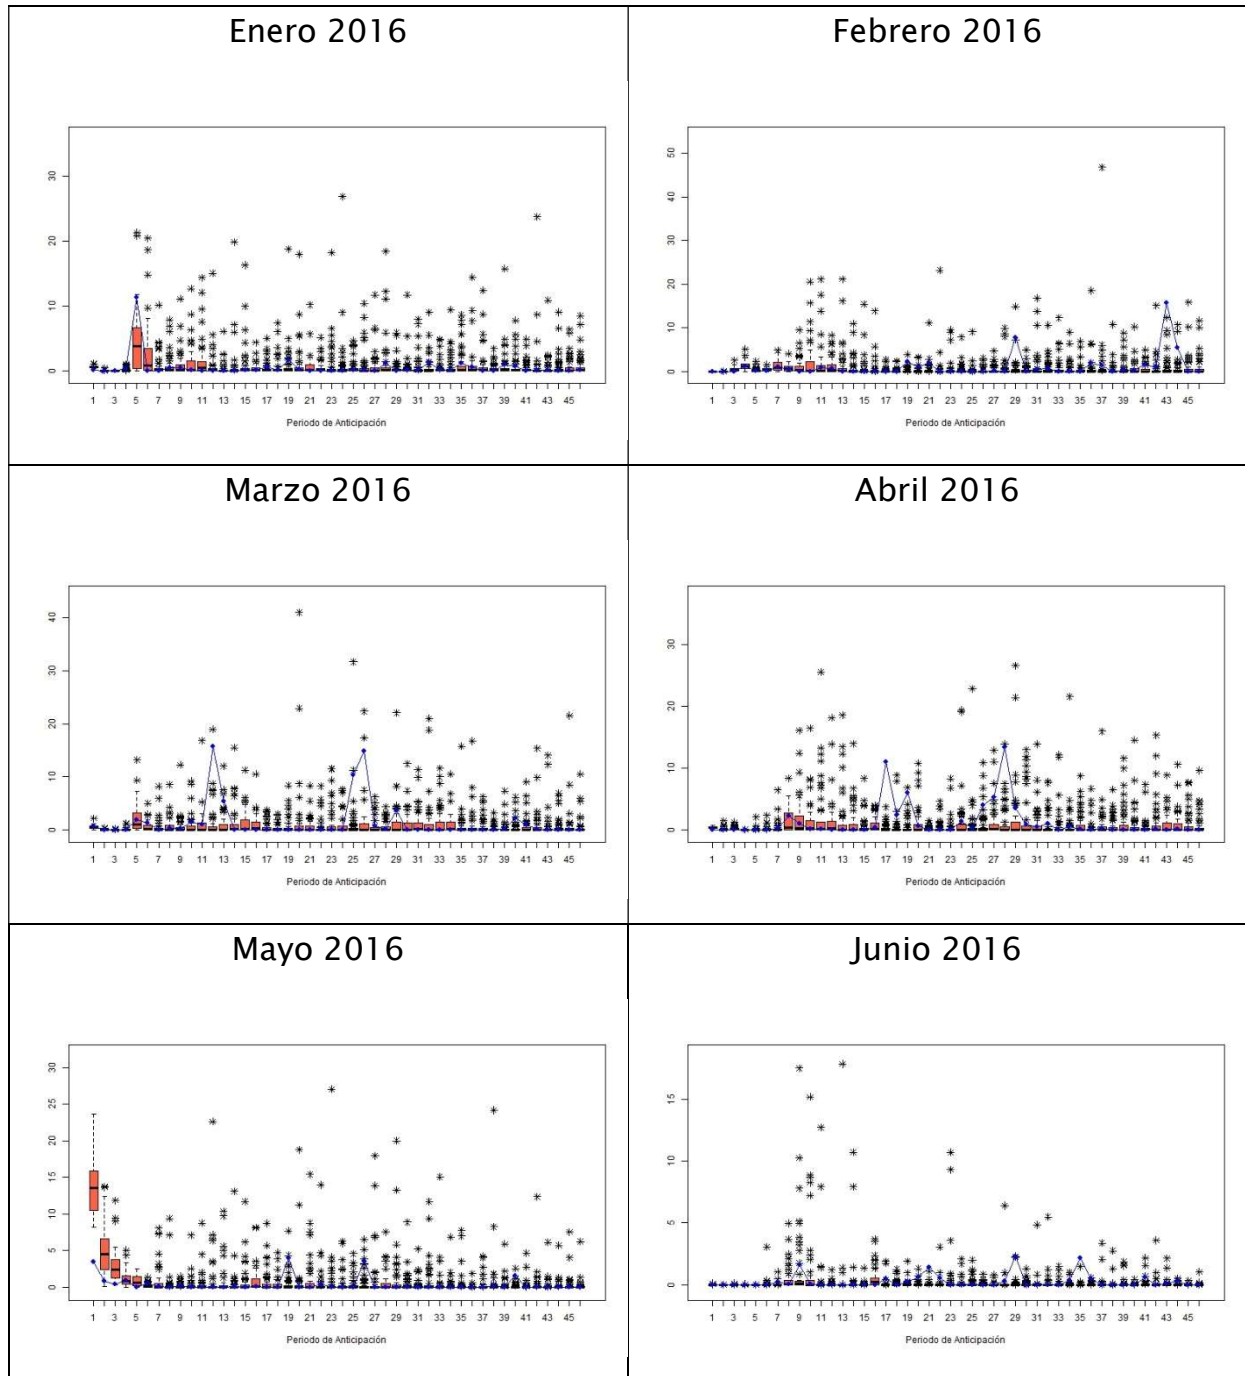 Enero 2016
Febrero 2016
30
20
10
0
1 3 5 7 9 11 13 15 17 19 21 23 25 27 29 31 33 35 37 39 41 43 45
Periodo de Anticipación
50
40
30
20
10
0
1 3 5 7 9 11 13 15 17 19 21 23 25 27 29 31 33 35 37 39 41 43 45
Periodo de Anticipación
Marzo 2016
Abril 2016
40
30
20
10
0
1 3 5 7 9 11 13 15 17 19 21 23 25 27 29 31 33 35 37 39 41 43 45
Periodo de Anticipación
30
20
10
0
1 3 5 7 9 11 13 15 17 19 21 23 25 27 29 31 33 35 37 39 41 43 45
Periodo de Anticipación
Mayo 2016
Junio 2016
30
25
20
15
10
5
0
1 3 5 7 9 11 13 15 17 19 21 23 25 27 29 31 33 35 37 39 41 43 45
Periodo de Anticipación
15
10
5
0
1 3 5 7 9 11 13 15 17 19 21 23 25 27 29 31 33 35 37 39 41 43 45
Periodo de Anticipación